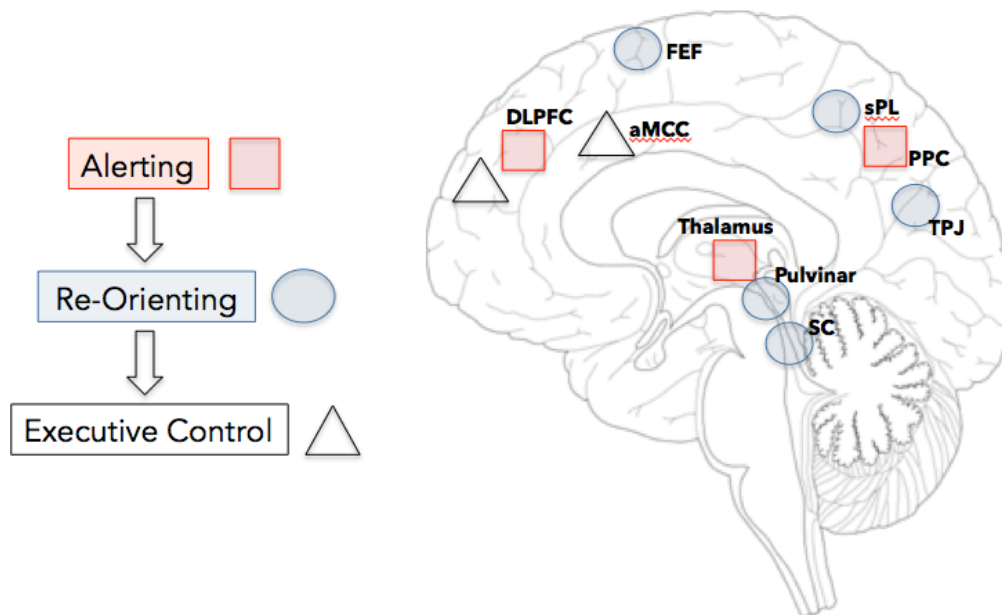 Alerting
Re-Orienting
Executive Control
FEF
DLPFC
aMCC
sPL
PPC
TPJ
Thalamus
Pulvinar
SC